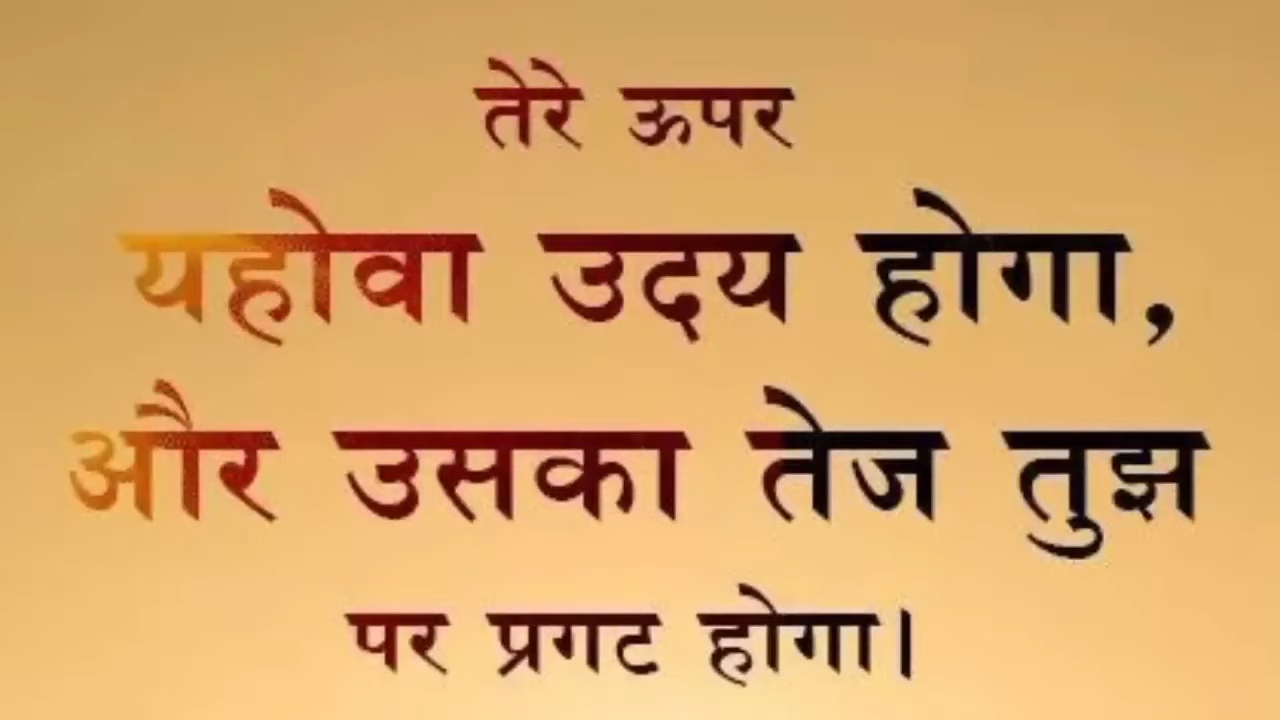 तेरे ऊपर
यहोवा उदय होगा,
और उसका तेज तुझ
पर प्रगट होगा।